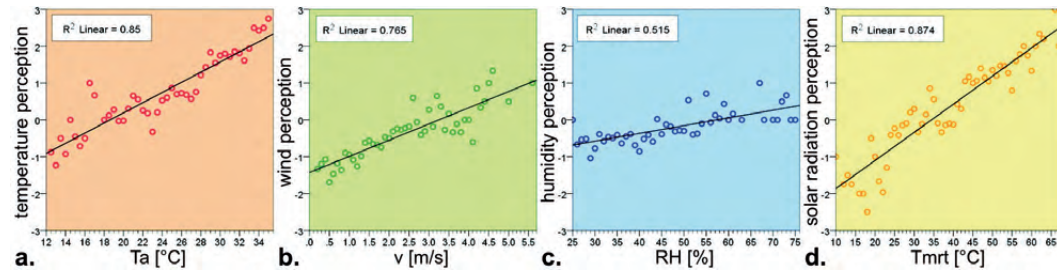 temperature perception
3
2
1
0
-1
-2
-3
R² Linear = 0.85
12 14 16 18 20 22 24 26 28 30 32 34
a.
Ta [°C]
wind perception
3
2
1
0
-1
-2
-3
R² Linear = 0.765
.0 .5 1.0 1.5 2.0 2.5 3.0 3.5 4.0 4.5 5.0 5.5
b.
v [m/s]
humidity perception
3
2
1
0
-1
-2
-3
R² Linear = 0.515
25 30 35 40 45 50 55 60 65 70 75
c.
RH [%]
solar radiation perception
3
2
1
0
-1
-2
-3
R² Linear = 0.874
10 15 20 25 30 35 40 45 50 55 60 65
d.
Tmrt [°C]